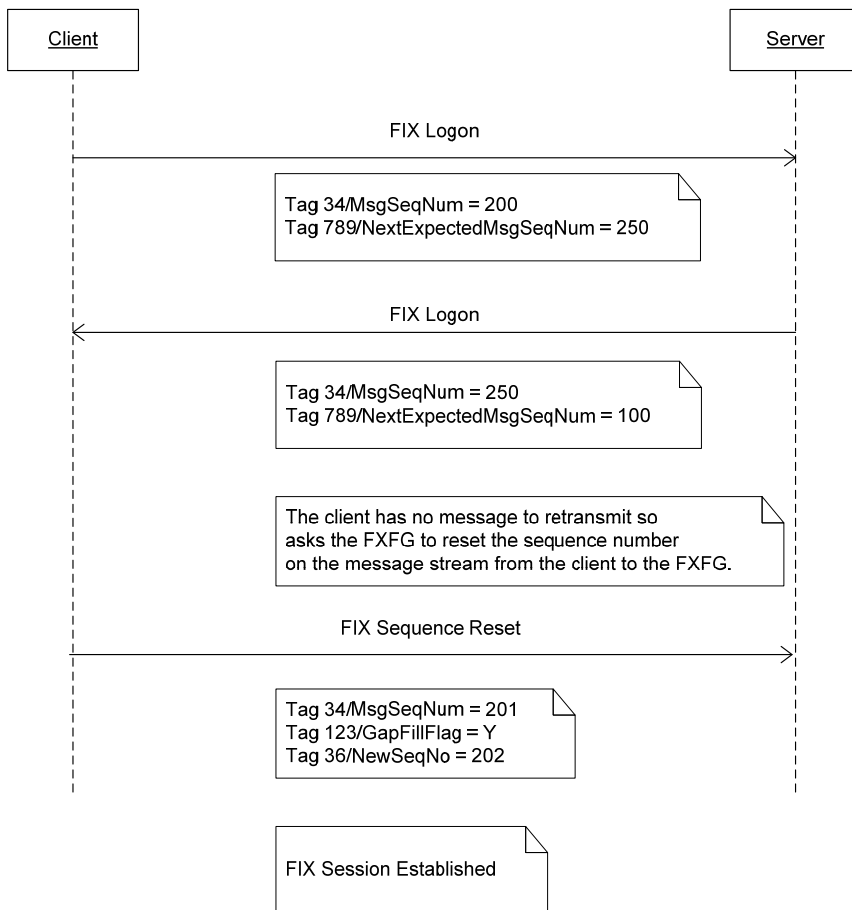 Client
Server
FIX Logon
Tag 34/MsgSeqNum = 200
Tag 789/NextExpectedMsgSeqNum = 250
FIX Logon
Tag 34/MsgSeqNum = 250
Tag 789/NextExpectedMsgSeqNum = 100
The client has no message to retransmit so
asks the FXFG to reset the sequence number
on the message stream from the client to the FXFG.
FIX Sequence Reset
Tag 34/MsgSeqNum = 201
Tag 123/GapFillFlag = Y
Tag 36/NewSeqNo = 202
FIX Session Established